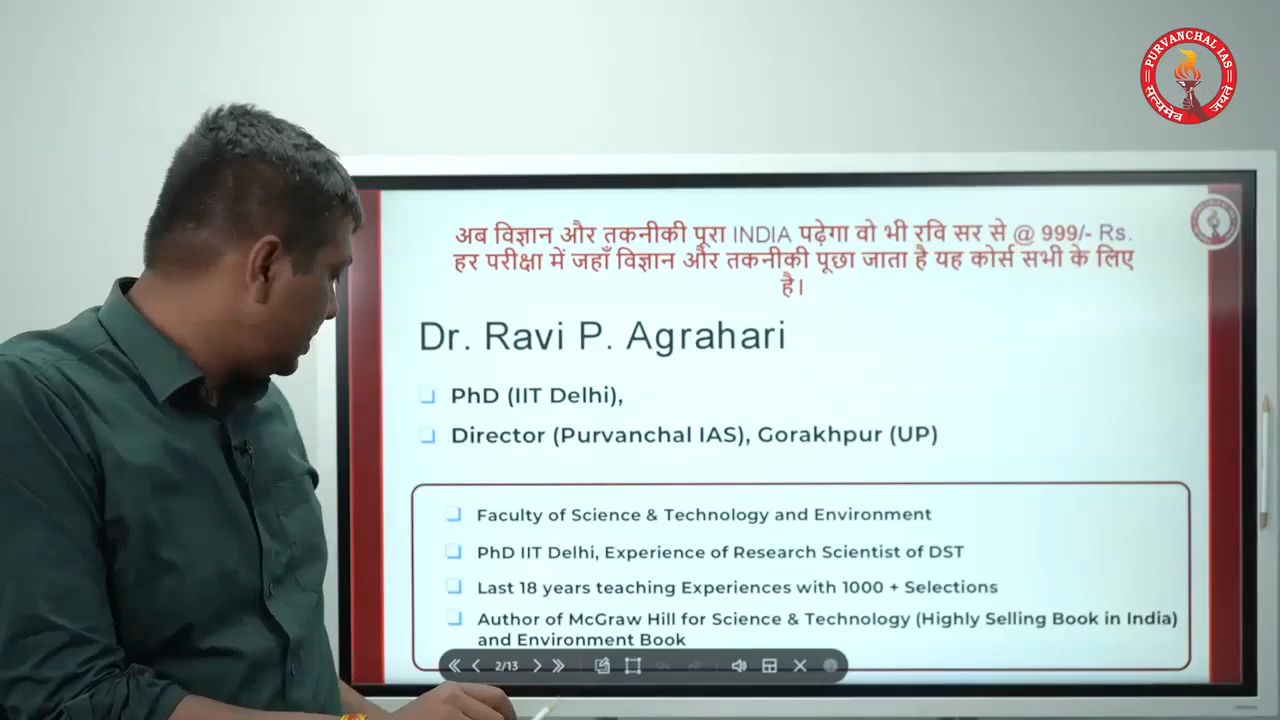 PURVANCHAL IAS
सत्यमेव जयते
अब विज्ञान और तकनीकी पूरा INDIA पढ़ेगा वो भी रवि सर से @ 999/- Rs.
हर परीक्षा में जहाँ विज्ञान और तकनीकी पूछा जाता है यह कोर्स सभी के लिए
है।
Dr. Ravi P. Agrahari
PhD (IIT Delhi),
Director (Purvanchal IAS), Gorakhpur (UP)
Faculty of Science & Technology and Environment
PhD IIT Delhi, Experience of Research Scientist of DST
Last 18 years teaching Experiences with 1000 + Selections
Author of McGraw Hill for Science & Technology (Highly Selling Book in India)
and Environment Book
2/13